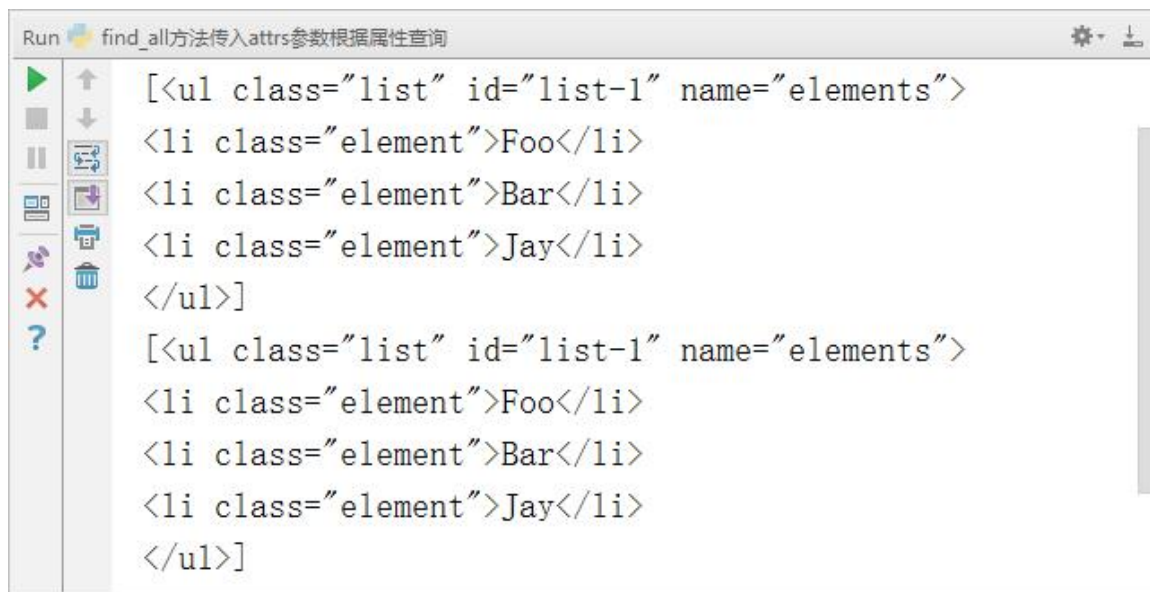 Run find_all方法传入attrs参数根据属性查询
[<ul class="list" id="list-1" name="elements">
<li class="element">Foo</li>
<li class="element">Bar</li>
<li class="element">Jay</li>
</ul>]
[<ul class="list" id="list-1" name="elements">
<li class="element">Foo</li>
<li class="element">Bar</li>
<li class="element">Jay</li>
</ul>]